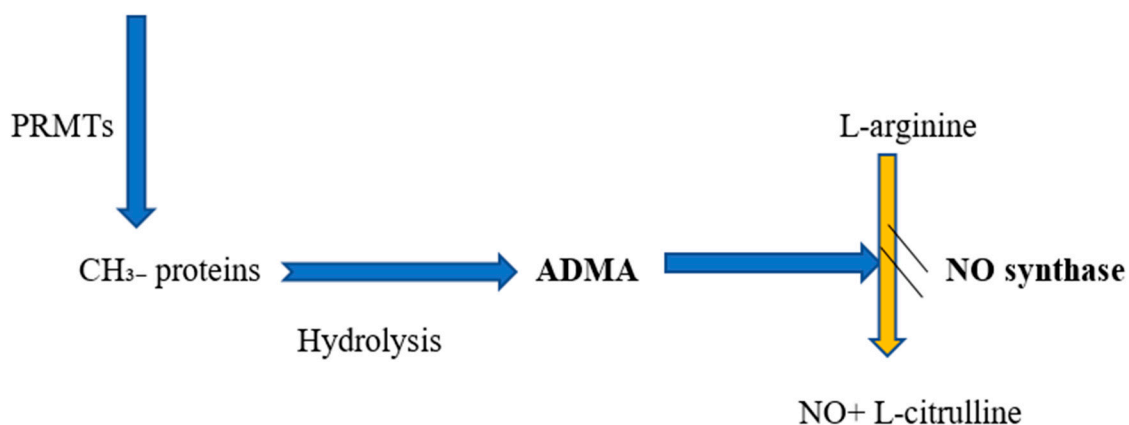 PRMTs
L-arginine
CH₃₋ proteins
ADMA
NO synthase
Hydrolysis
NO+ L-citrulline